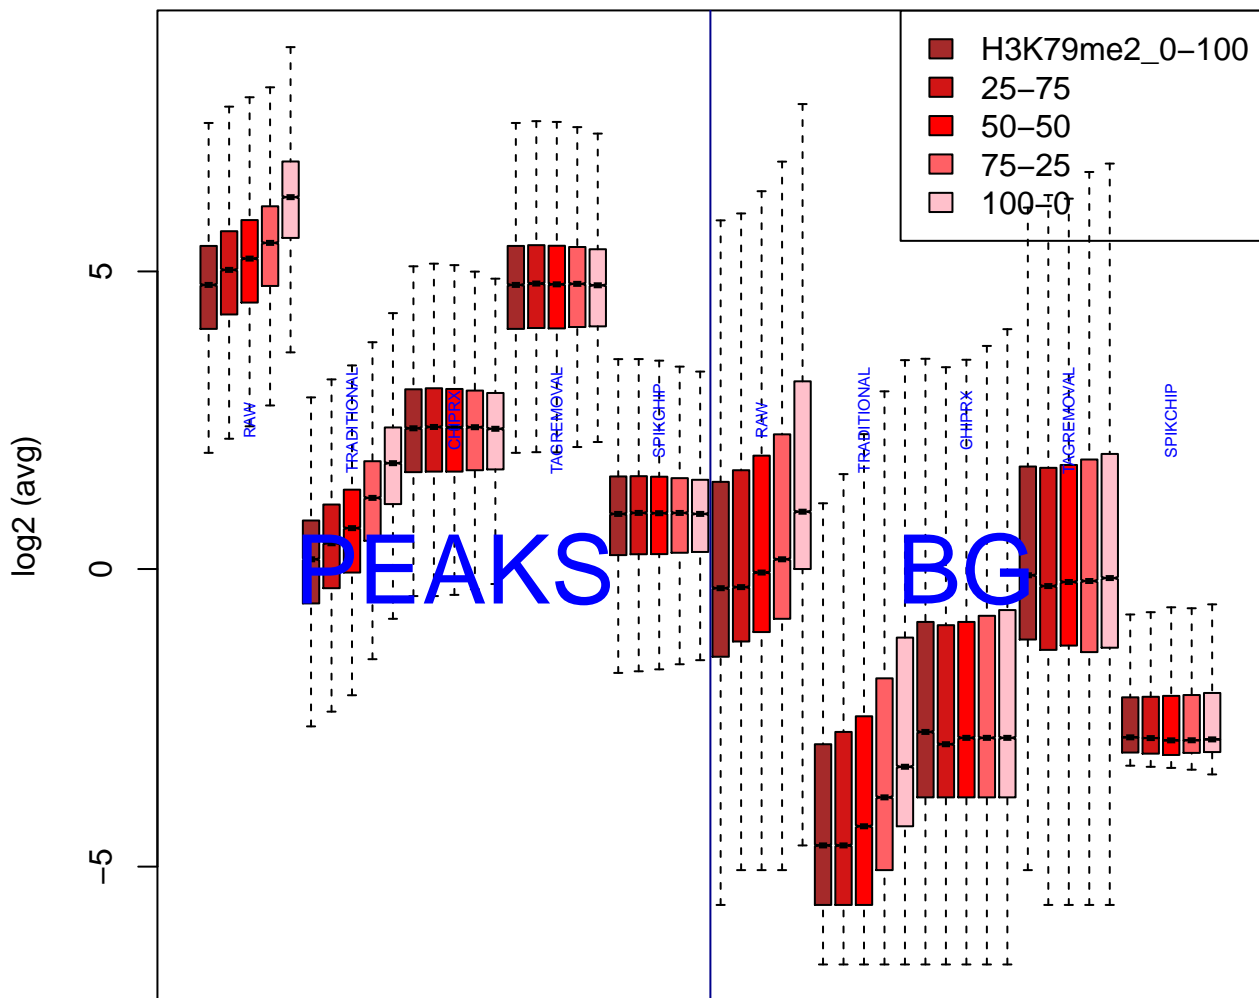 H3K79me2_0−100
25−75
50−50
75−25
100−0
log2 (avg)
5
0
−5
RAW
TRADITIONAL
CHIPRX
TAGREMOVAL
SPIKCHIP
RAW
TRADITIONAL
CHIPRX
TAGREMOVAL
SPIKCHIP
PEAKS
BG